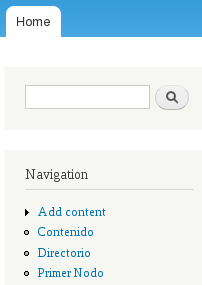 Home
Navigation
Add content
Contenido
Directorio
Primer Nodo